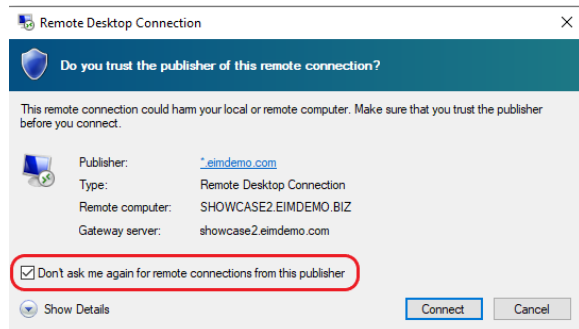 Remote Desktop Connection
Do you trust the publisher of this remote connection?
This remote connection could harm your local or remote computer. Make sure that you trust the publisher
before you connect.
Publisher: *.eimdemo.com
Type: Remote Desktop Connection
Remote computer: SHOWCASE2.EIMDEMO.BIZ
Gateway server: showcase2.eimdemo.com
Don't ask me again for remote connections from this publisher
Show Details Connect Cancel